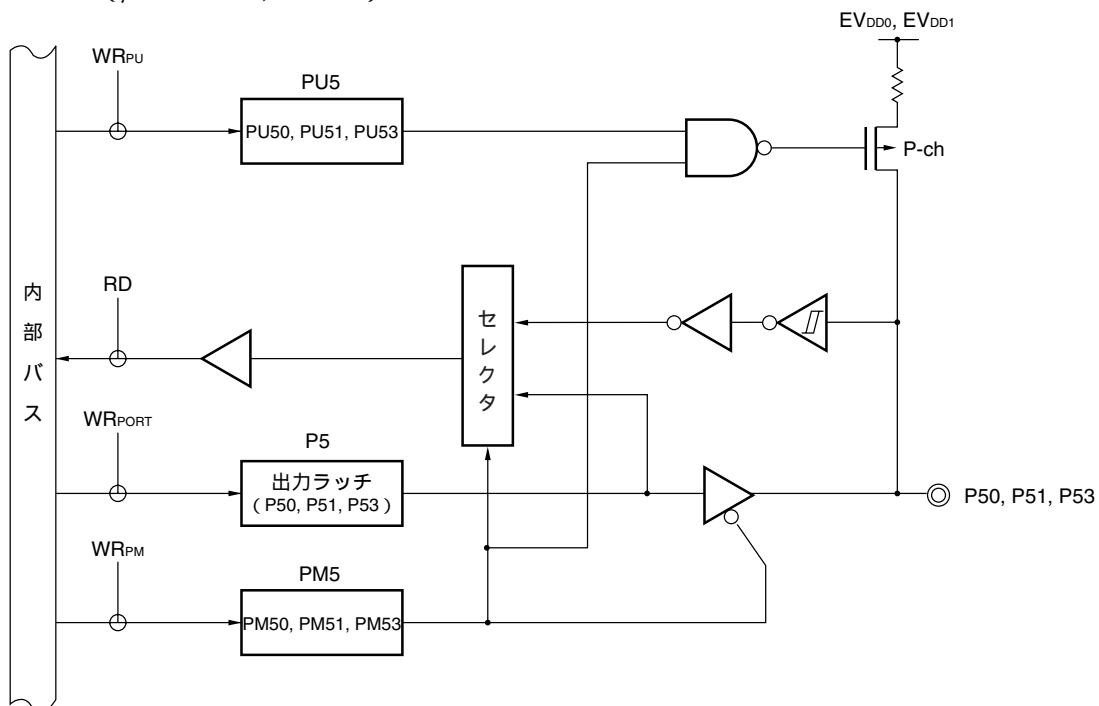 EVDD0, EVDD1
WRPU
PU5
PU50, PU51, PU53
P-ch
RD
内部バス
セレクタ
WRPORT
P5
出力ラッチ
( P50, P51, P53 )
P50, P51, P53
WRPM
PM5
PM50, PM51, PM53